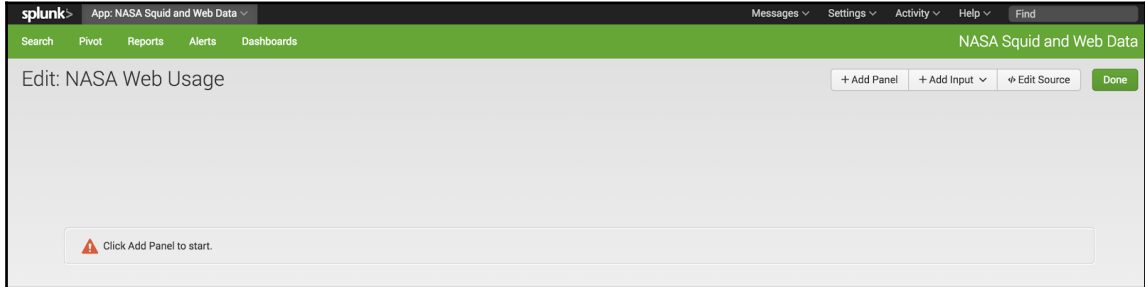 splunk> App: NASA Squid and Web Data Messages Settings Activity Help Find
Search Pivot Reports Alerts Dashboards NASA Squid and Web Data
Edit: NASA Web Usage + Add Panel + Add Input </> Edit Source Done
Click Add Panel to start.